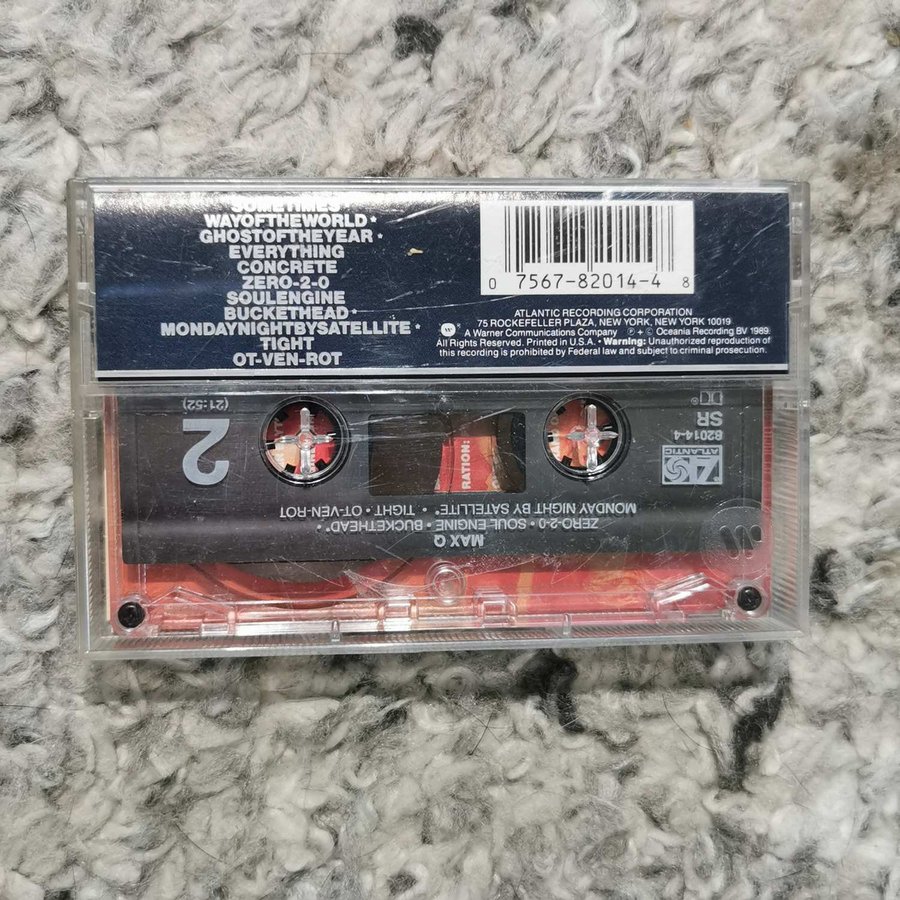 SOMETIMES*
WAYOFTHEWORLD*
GHOSTOFTHEYEAR*
EVERYTHING
CONCRETE
ZERO-2-0
SOULENGINE
BUCKETHEAD*
MONDAYNIGHTBYSATELLITE*
TIGHT
OT-VEN-ROT
0 7567-82014-4 8
ATLANTIC RECORDING CORPORATION
75 ROCKEFELLER PLAZA, NEW YORK, NEW YORK 10019
A Warner Communications Company ℗ + © Oceania Recording BV 1989.
All Rights Reserved. Printed in U.S.A. • Warning: Unauthorized reproduction of
this recording is prohibited by Federal law and subject to criminal prosecution.
MAX Q
ZERO-2-0 • SOUL ENGINE • BUCKETHEAD* •
MONDAY NIGHT BY SATELLITE* • TIGHT • OT-VEN-ROT
ATLANTIC
82014-4
SR
2
(21:52)
RATION: